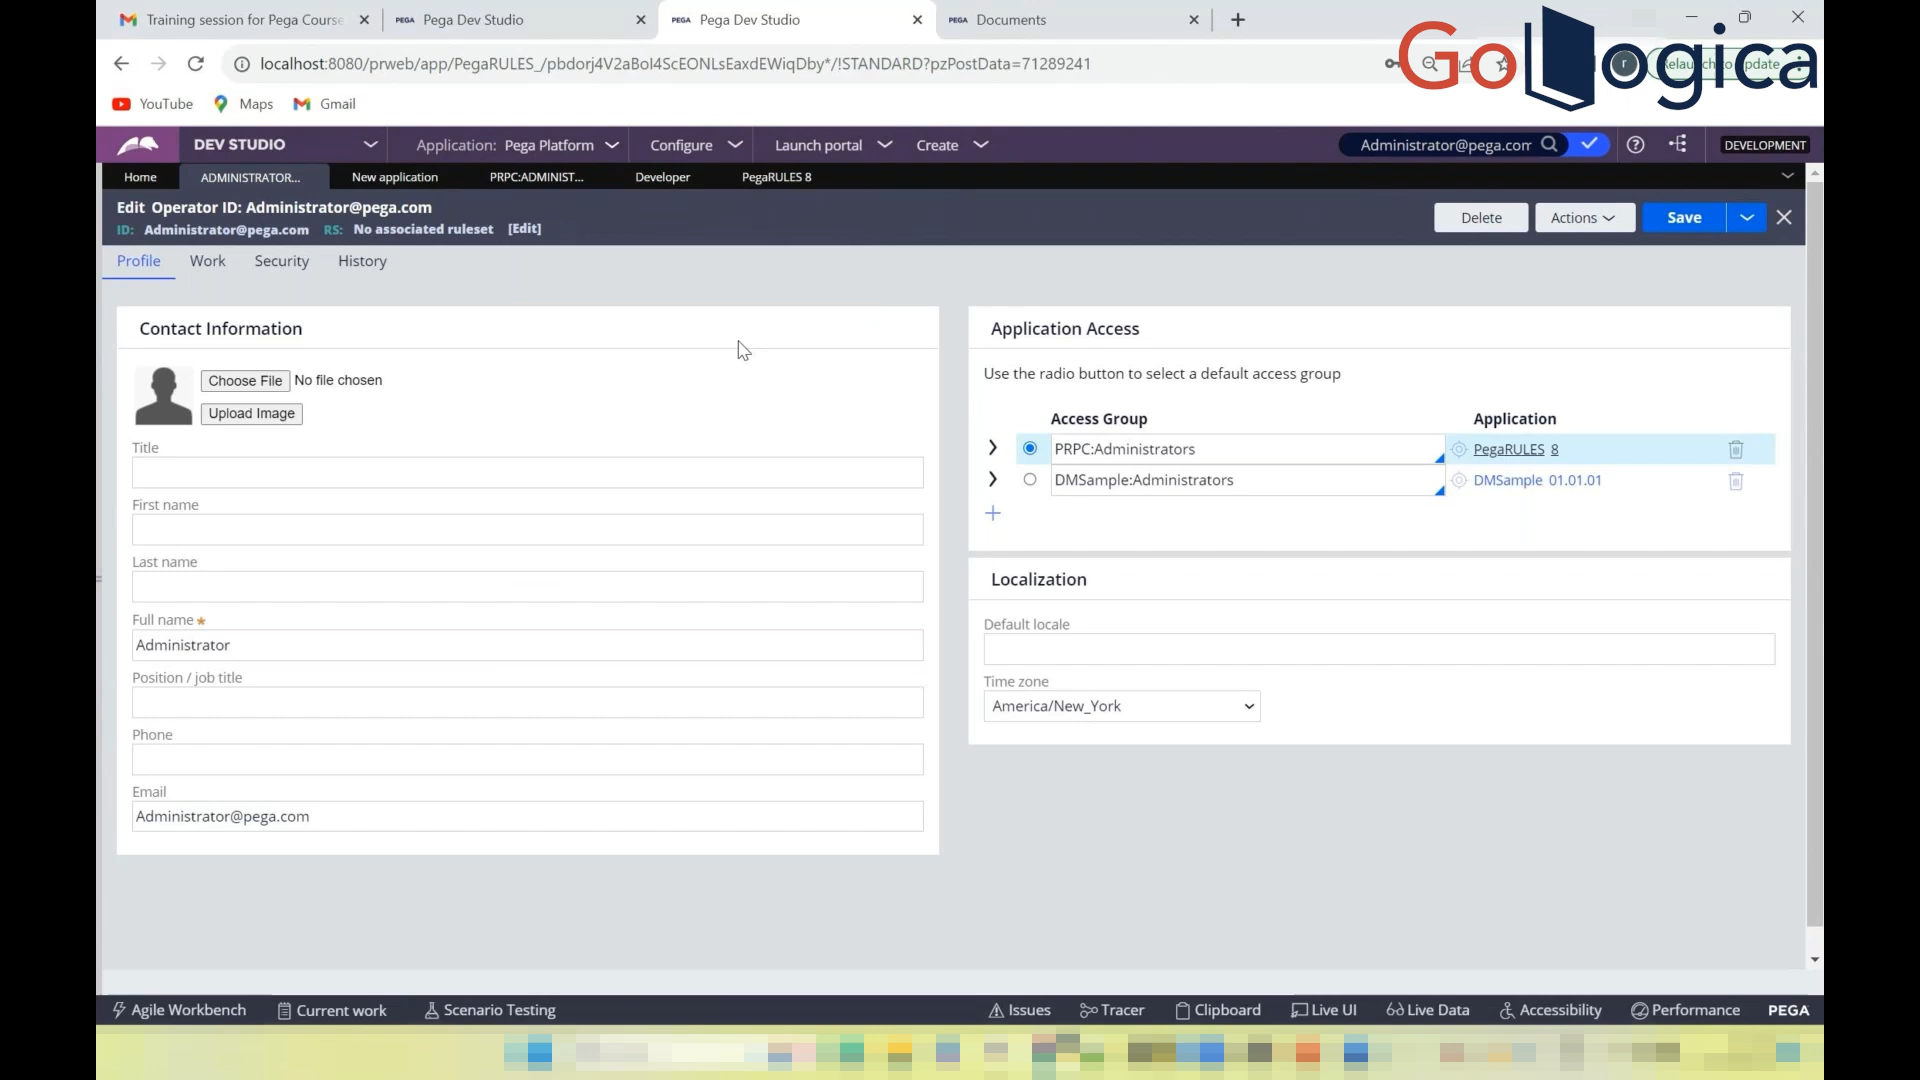 Training session for Pega Course
PEGA Pega Dev Studio
PEGA Pega Dev Studio
PEGA Documents
localhost:8080/prweb/app/PegaRULES_/pbdorj4V2aBol4ScEONLsEaxdEWiqDby*/!STANDARD?pzPostData=71289241
GoLogica
YouTube Maps Gmail
DEV STUDIO Application: Pega Platform Configure Launch portal Create Administrator@pega.com DEVELOPMENT
Home ADMINISTRATOR... New application PRPC:ADMINIST... Developer PegaRULES 8
Edit Operator ID: Administrator@pega.com
ID: Administrator@pega.com RS: No associated ruleset [Edit]
Delete Actions Save
Profile Work Security History
Contact Information
Choose File No file chosen
Upload Image
Title
First name
Last name
Full name ★
Administrator
Position / job title
Phone
Email
Administrator@pega.com
Application Access
Use the radio button to select a default access group
Access Group Application
PRPC:Administrators PegaRULES 8
DMSample:Administrators DMSample 01.01.01
Localization
Default locale
Time zone
America/New_York
Agile Workbench Current work Scenario Testing Issues Tracer Clipboard Live UI Live Data Accessibility Performance PEGA